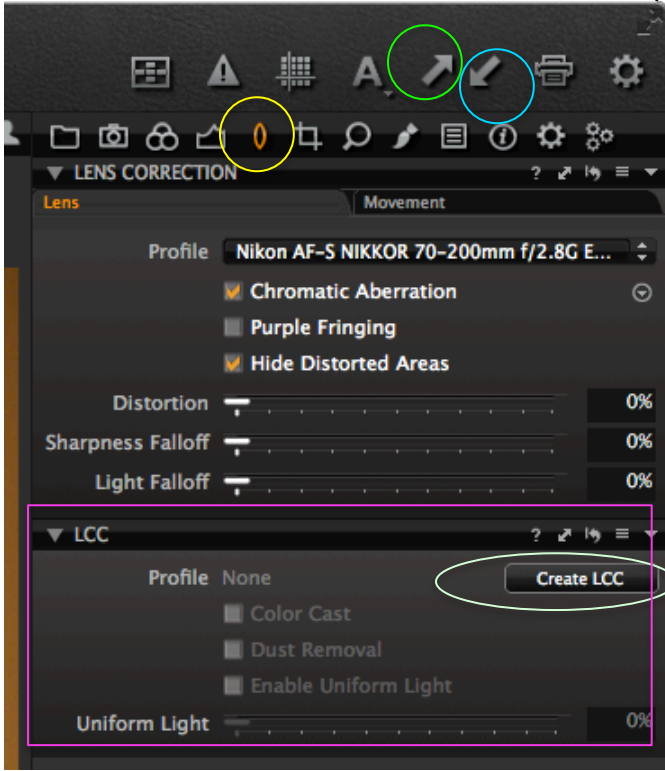 A
LENS CORRECTION ?
Lens Movement
Profile Nikon AF-S NIKKOR 70-200mm f/2.8G E...
Chromatic Aberration
Purple Fringing
Hide Distorted Areas
Distortion 0%
Sharpness Falloff 0%
Light Falloff 0%
LCC ?
Profile None Create LCC
Color Cast
Dust Removal
Enable Uniform Light
Uniform Light 0%